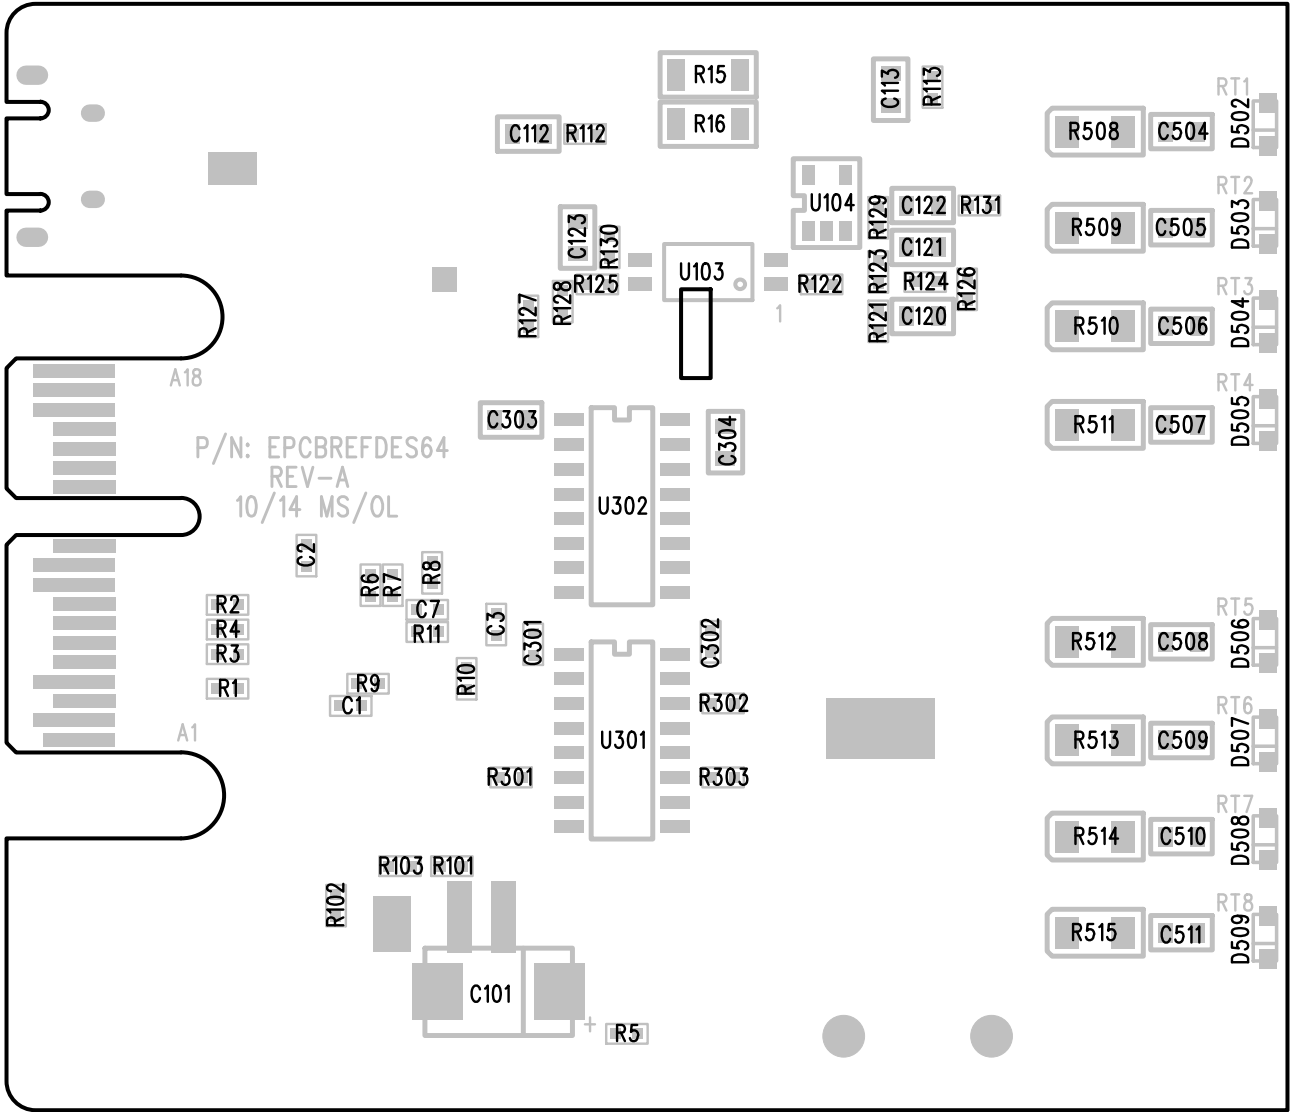 R15
R16
C113
R113
RT1
D502
R508
C504
C112
R112
RT2
D503
R509
C505
U104
R129
C122
R131
C123
R130
C121
U103
R125
R122
R123
R124
R126
RT3
D504
R510
C506
R127
R128
1
R121
C120
A18
RT4
D505
R511
C507
C303
C304
P/N: EPCBREFDES64
REV-A
10/14 MS/OL
U302
C2
R6
R7
R8
R2
C7
C3
R4
R11
R3
C301
C302
RT5
D506
R512
C508
R1
R9
R10
C1
R302
RT6
D507
A1
U301
R513
C509
R301
R303
RT7
D508
R514
C510
R103
R101
R102
RT8
D509
R515
C511
C101
+
R5